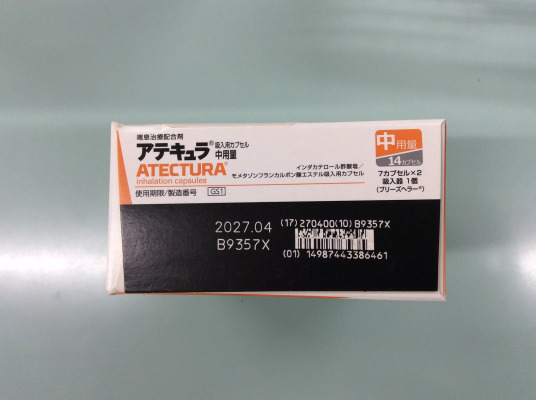 喘息治療配合剤
アテキュラ® 吸入用カプセル 中用量
ATECTURA®
inhalation capsules
インダカテロール酢酸塩/
モメタゾンフランカルボン酸エステル吸入用カプセル
使用期限/製造番号 GS1
中用量
14カプセル
7カプセル×2
吸入器 1個
(ブリーズヘラー®)
2027.04
B9357X
(17)270400(10)B9357X
(01)14987443386461